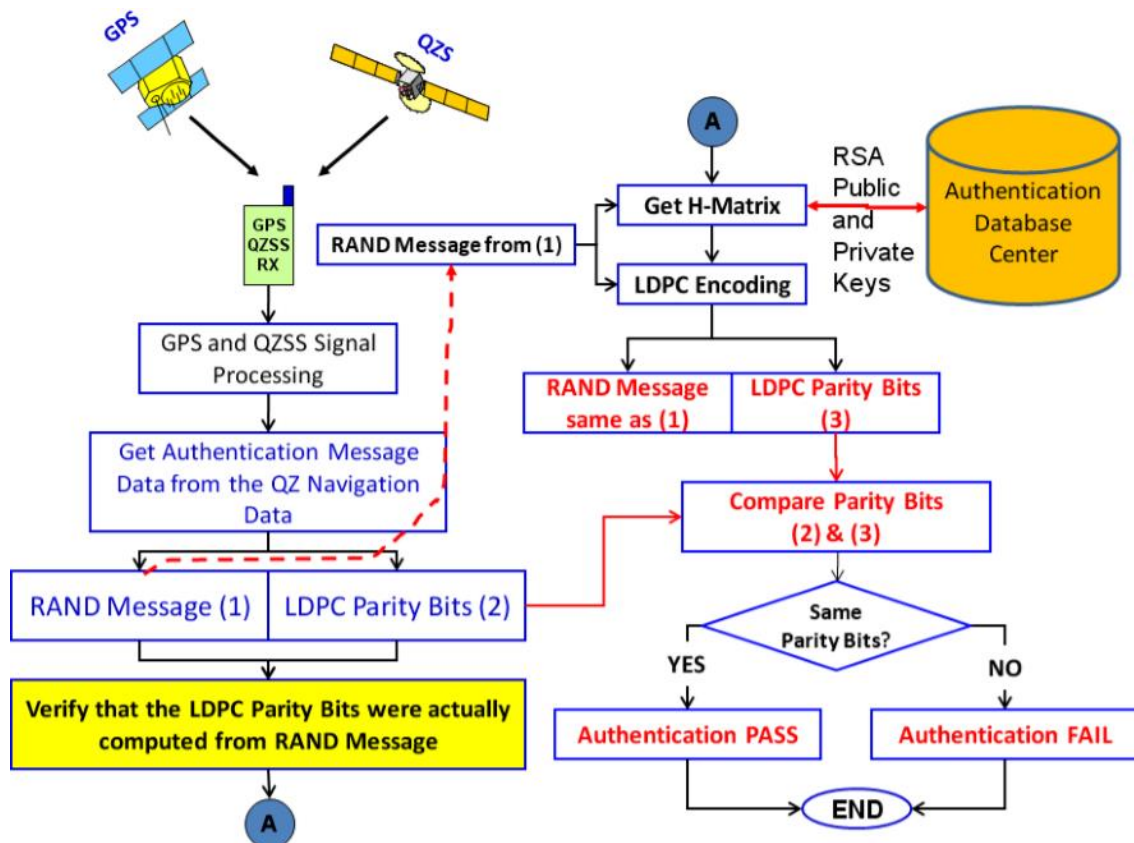 GPS
QZS
GPS
QZSS
RX
GPS and QZSS Signal
Processing
Get Authentication Message
Data from the QZ Navigation
Data
RAND Message (1)
LDPC Parity Bits (2)
Verify that the LDPC Parity Bits were actually
computed from RAND Message
A
A
RAND Message from (1)
Get H-Matrix
RSA
Public
and
Private
Keys
Authentication
Database
Center
LDPC Encoding
RAND Message
same as (1)
LDPC Parity Bits
(3)
Compare Parity Bits
(2) & (3)
Same
Parity Bits?
YES
NO
Authentication PASS
Authentication FAIL
END